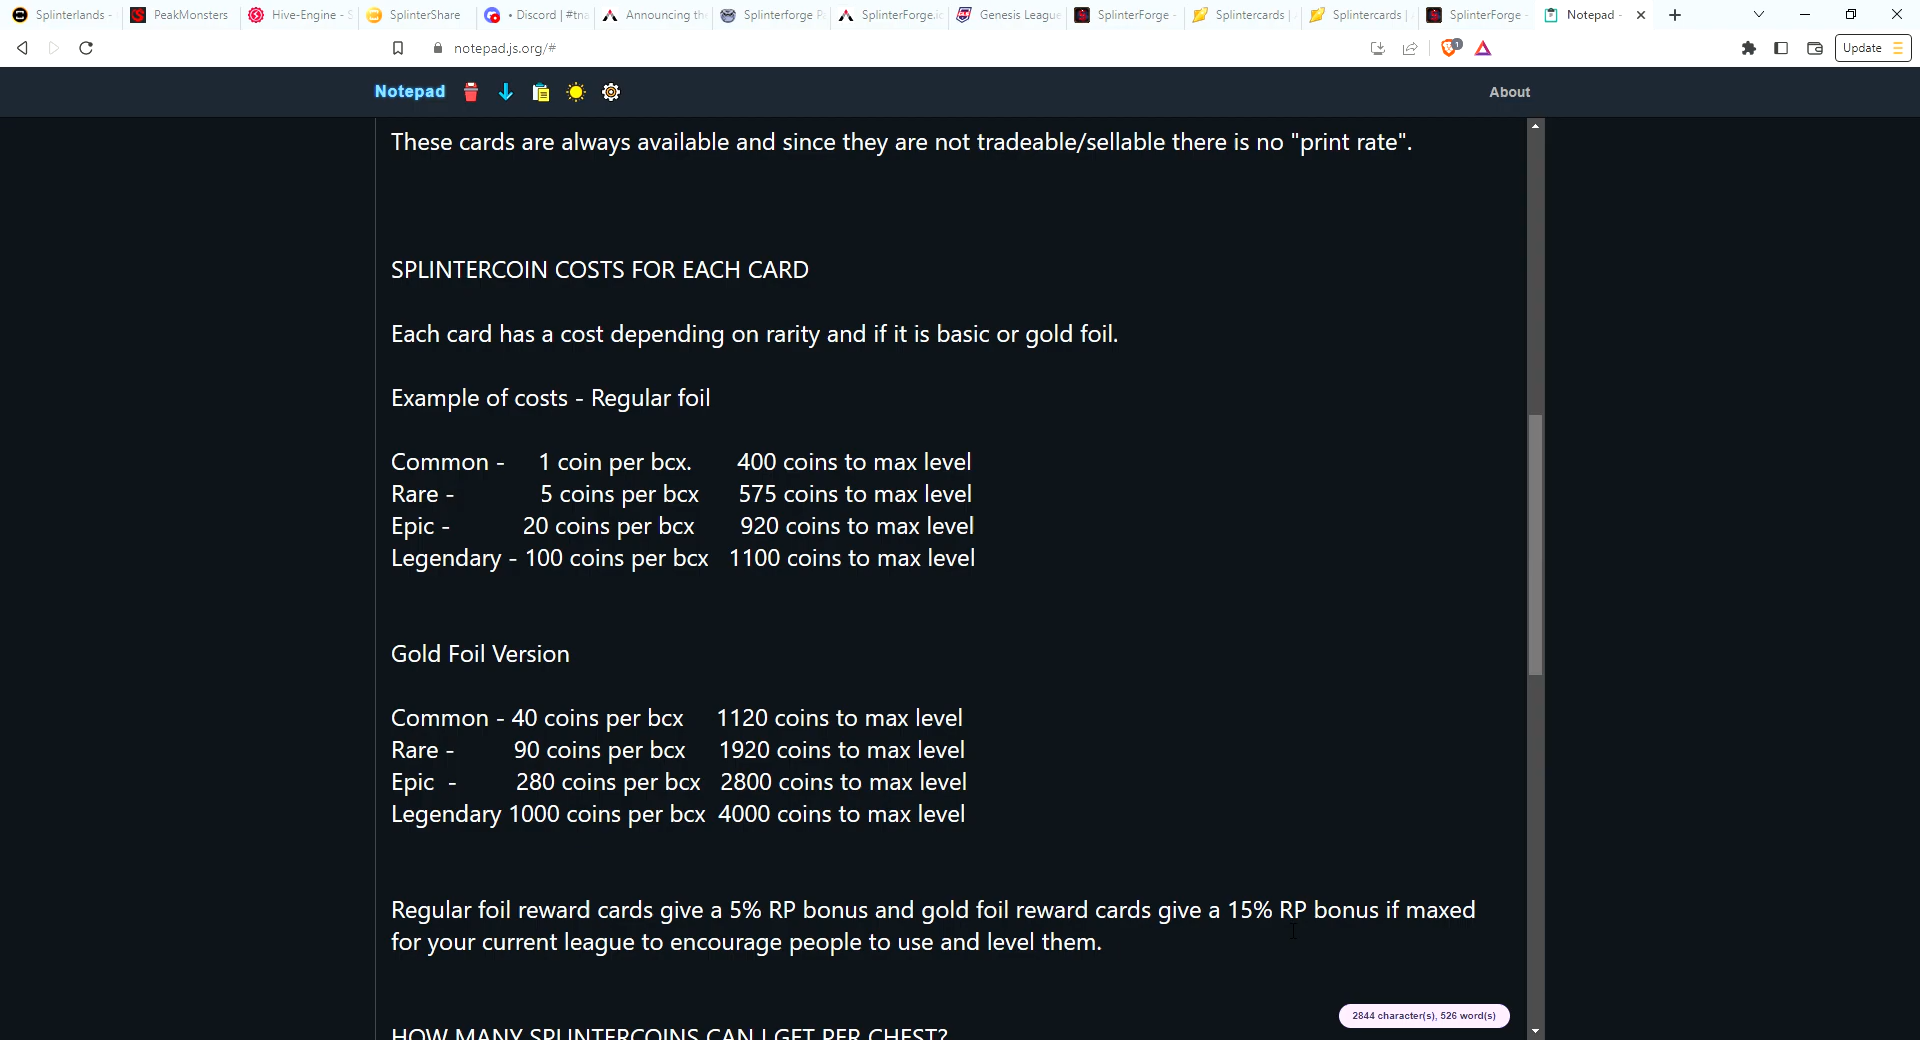 Splinterlands -
PeakMonsters
Hive-Engine - S
SplinterShare
• Discord | #tna
Announcing th
Splinterforge P
SplinterForge.io
Genesis League
SplinterForge -
Splintercards |
Splintercards |
SplinterForge -
Notepad -
notepad.js.org/#
1
Update
Notepad
About
These cards are always available and since they are not tradeable/sellable there is no "print rate".
SPLINTERCOIN COSTS FOR EACH CARD
Each card has a cost depending on rarity and if it is basic or gold foil.
Example of costs - Regular foil
Common - 1 coin per bcx. 400 coins to max level
Rare - 5 coins per bcx 575 coins to max level
Epic - 20 coins per bcx 920 coins to max level
Legendary - 100 coins per bcx 1100 coins to max level
Gold Foil Version
Common - 40 coins per bcx 1120 coins to max level
Rare - 90 coins per bcx 1920 coins to max level
Epic - 280 coins per bcx 2800 coins to max level
Legendary 1000 coins per bcx 4000 coins to max level
Regular foil reward cards give a 5% RP bonus and gold foil reward cards give a 15% RP bonus if maxed
for your current league to encourage people to use and level them.
2844 character(s), 526 word(s)
HOW MANY SPLINTERCOINS CAN I GET PER CHEST?